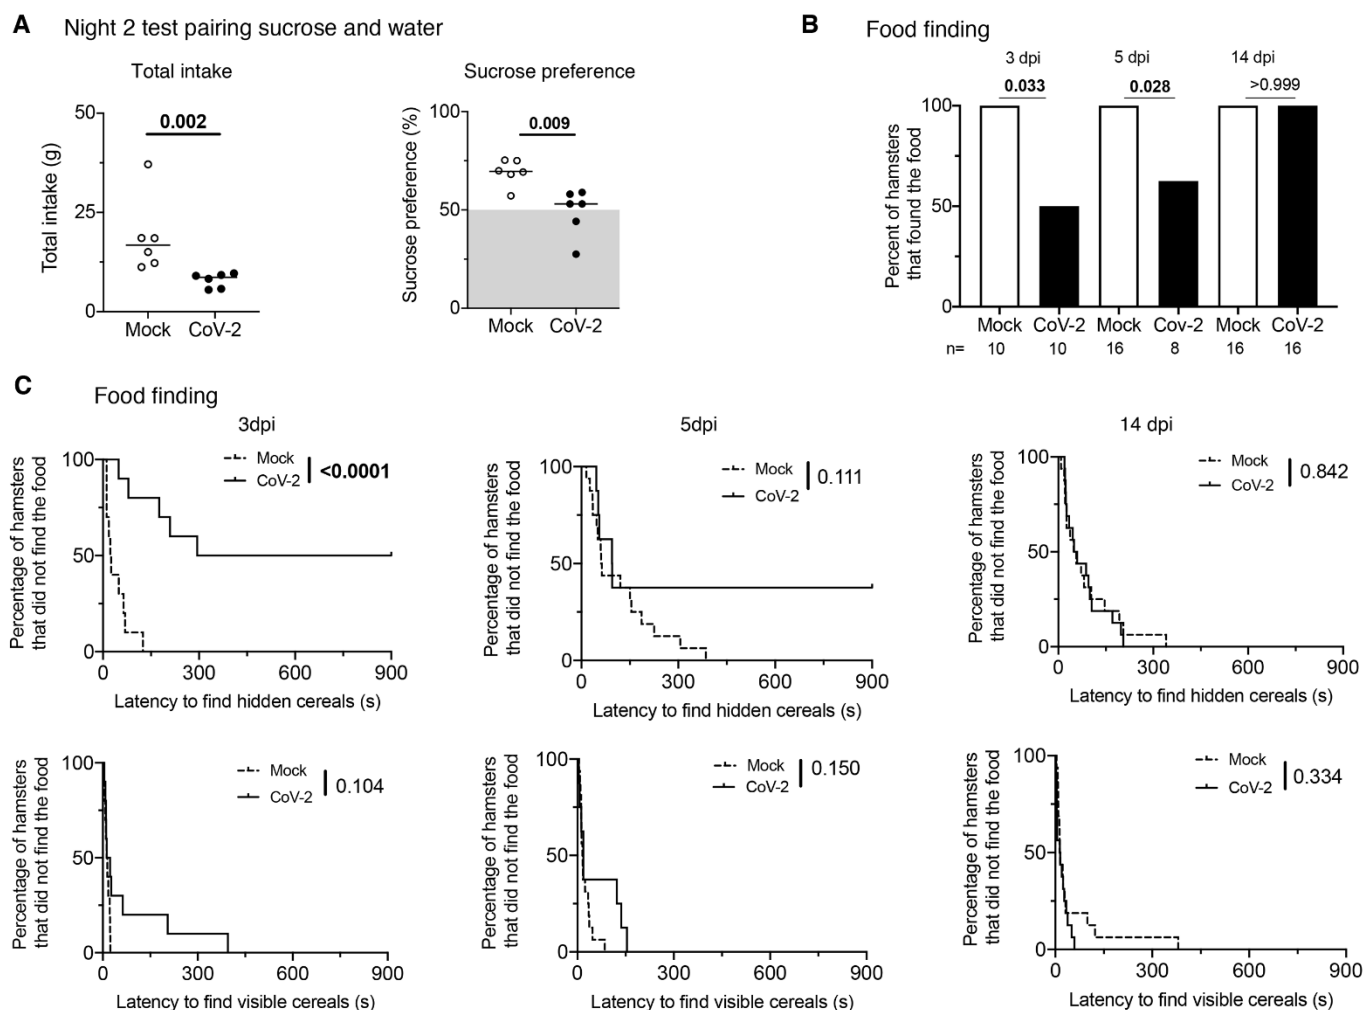 A
Night 2 test pairing sucrose and water
Total intake
Total intake (g)
50
25
0
0.002
Mock
CoV-2
Sucrose preference
Sucrose preference (%)
100
50
0
0.009
Mock
CoV-2
B
Food finding
3 dpi
5 dpi
14 dpi
0.033
0.028
>0.999
Percent of hamsters
that found the food
100
50
0
Mock
CoV-2
Mock
Cov-2
Mock
CoV-2
n=
10
10
16
8
16
16
C
Food finding
3dpi
Percentage of hamsters
that did not find the food
100
50
0
Mock
CoV-2
<0.0001
0
300
600
900
Latency to find hidden cereals (s)
5dpi
Percentage of hamsters
that did not find the food
100
50
0
Mock
CoV-2
0.111
0
300
600
900
Latency to find hidden cereals (s)
14 dpi
Percentage of hamsters
that did not find the food
100
50
0
Mock
CoV-2
0.842
0
300
600
900
Latency to find hidden cereals (s)
Percentage of hamsters
that did not find the food
100
50
0
Mock
CoV-2
0.104
0
300
600
900
Latency to find visible cereals (s)
Percentage of hamsters
that did not find the food
100
50
0
Mock
CoV-2
0.150
0
300
600
900
Latency to find visible cereals (s)
Percentage of hamsters
that did not find the food
100
50
0
Mock
CoV-2
0.334
0
300
600
900
Latency to find visible cereals (s)